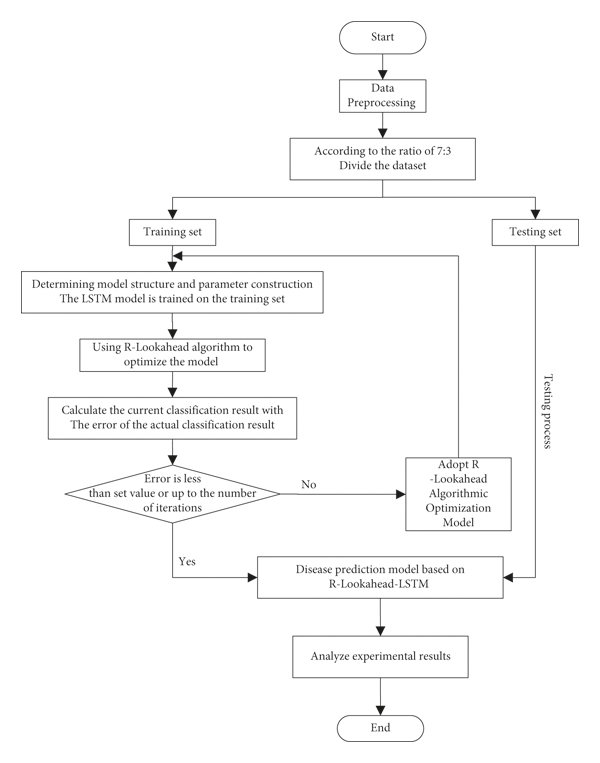 Start
Data
Preprocessing
According to the ratio of 7:3
Divide the dataset
Training set
Testing set
Determining model structure and parameter construction
The LSTM model is trained on the training set
Using R-Lookahead algorithm to
optimize the model
Calculate the current classification result with
The error of the actual classification result
Error is less
than set value or up to the number
of iterations
No
Adopt R
-Lookahead
Algorithmic
Optimization
Model
Testing process
Yes
Disease prediction model based on
R-Lookahead-LSTM
Analyze experimental results
End